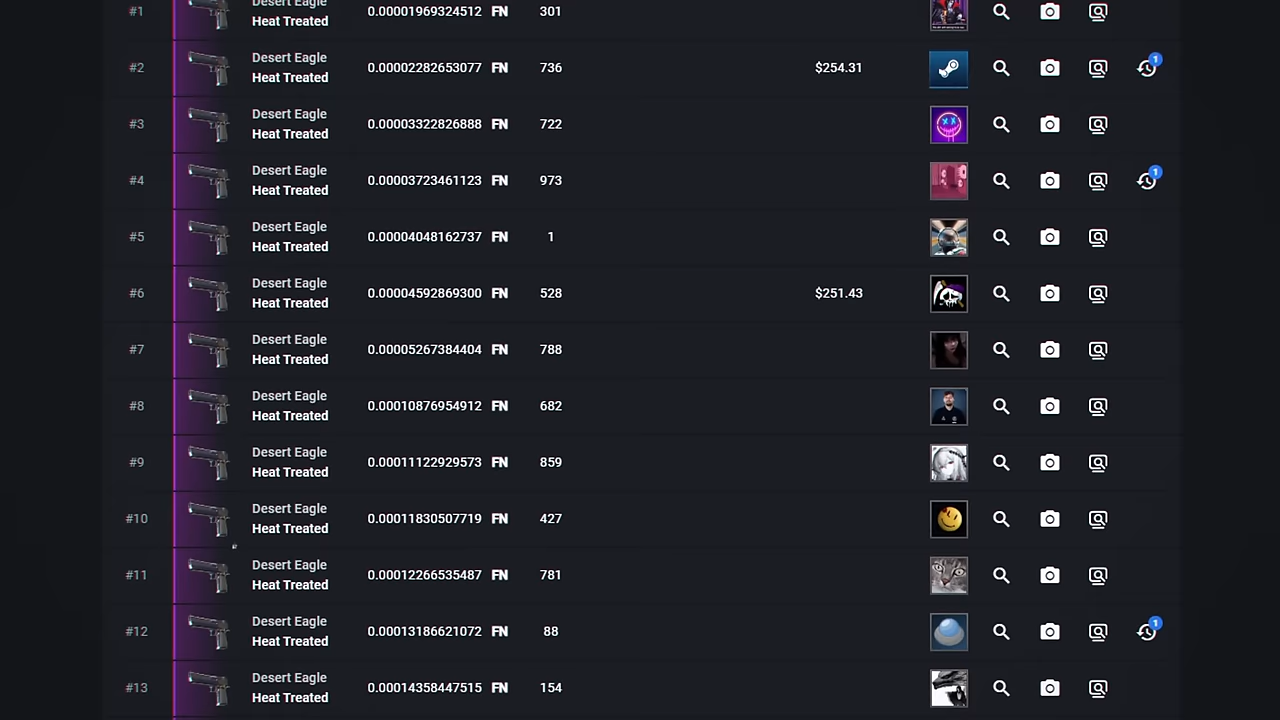 Desert Eagle
#1 0.00001969324512 FN 301
Heat Treated
Desert Eagle
#2 0.00002282653077 FN 736 $254.31 1
Heat Treated
Desert Eagle
#3 0.00003322826888 FN 722
Heat Treated
Desert Eagle
#4 0.00003723461123 FN 973 1
Heat Treated
Desert Eagle
#5 0.00004048162737 FN 1
Heat Treated
Desert Eagle
#6 0.00004592869300 FN 528 $251.43
Heat Treated
Desert Eagle
#7 0.00005267384404 FN 788
Heat Treated
Desert Eagle
#8 0.00010876954912 FN 682
Heat Treated
Desert Eagle
#9 0.00011122929573 FN 859
Heat Treated
Desert Eagle
#10 0.00011830507719 FN 427
Heat Treated
Desert Eagle
#11 0.00012266535487 FN 781
Heat Treated
Desert Eagle
#12 0.00013186621072 FN 88 1
Heat Treated
Desert Eagle
#13 0.00014358447515 FN 154
Heat Treated